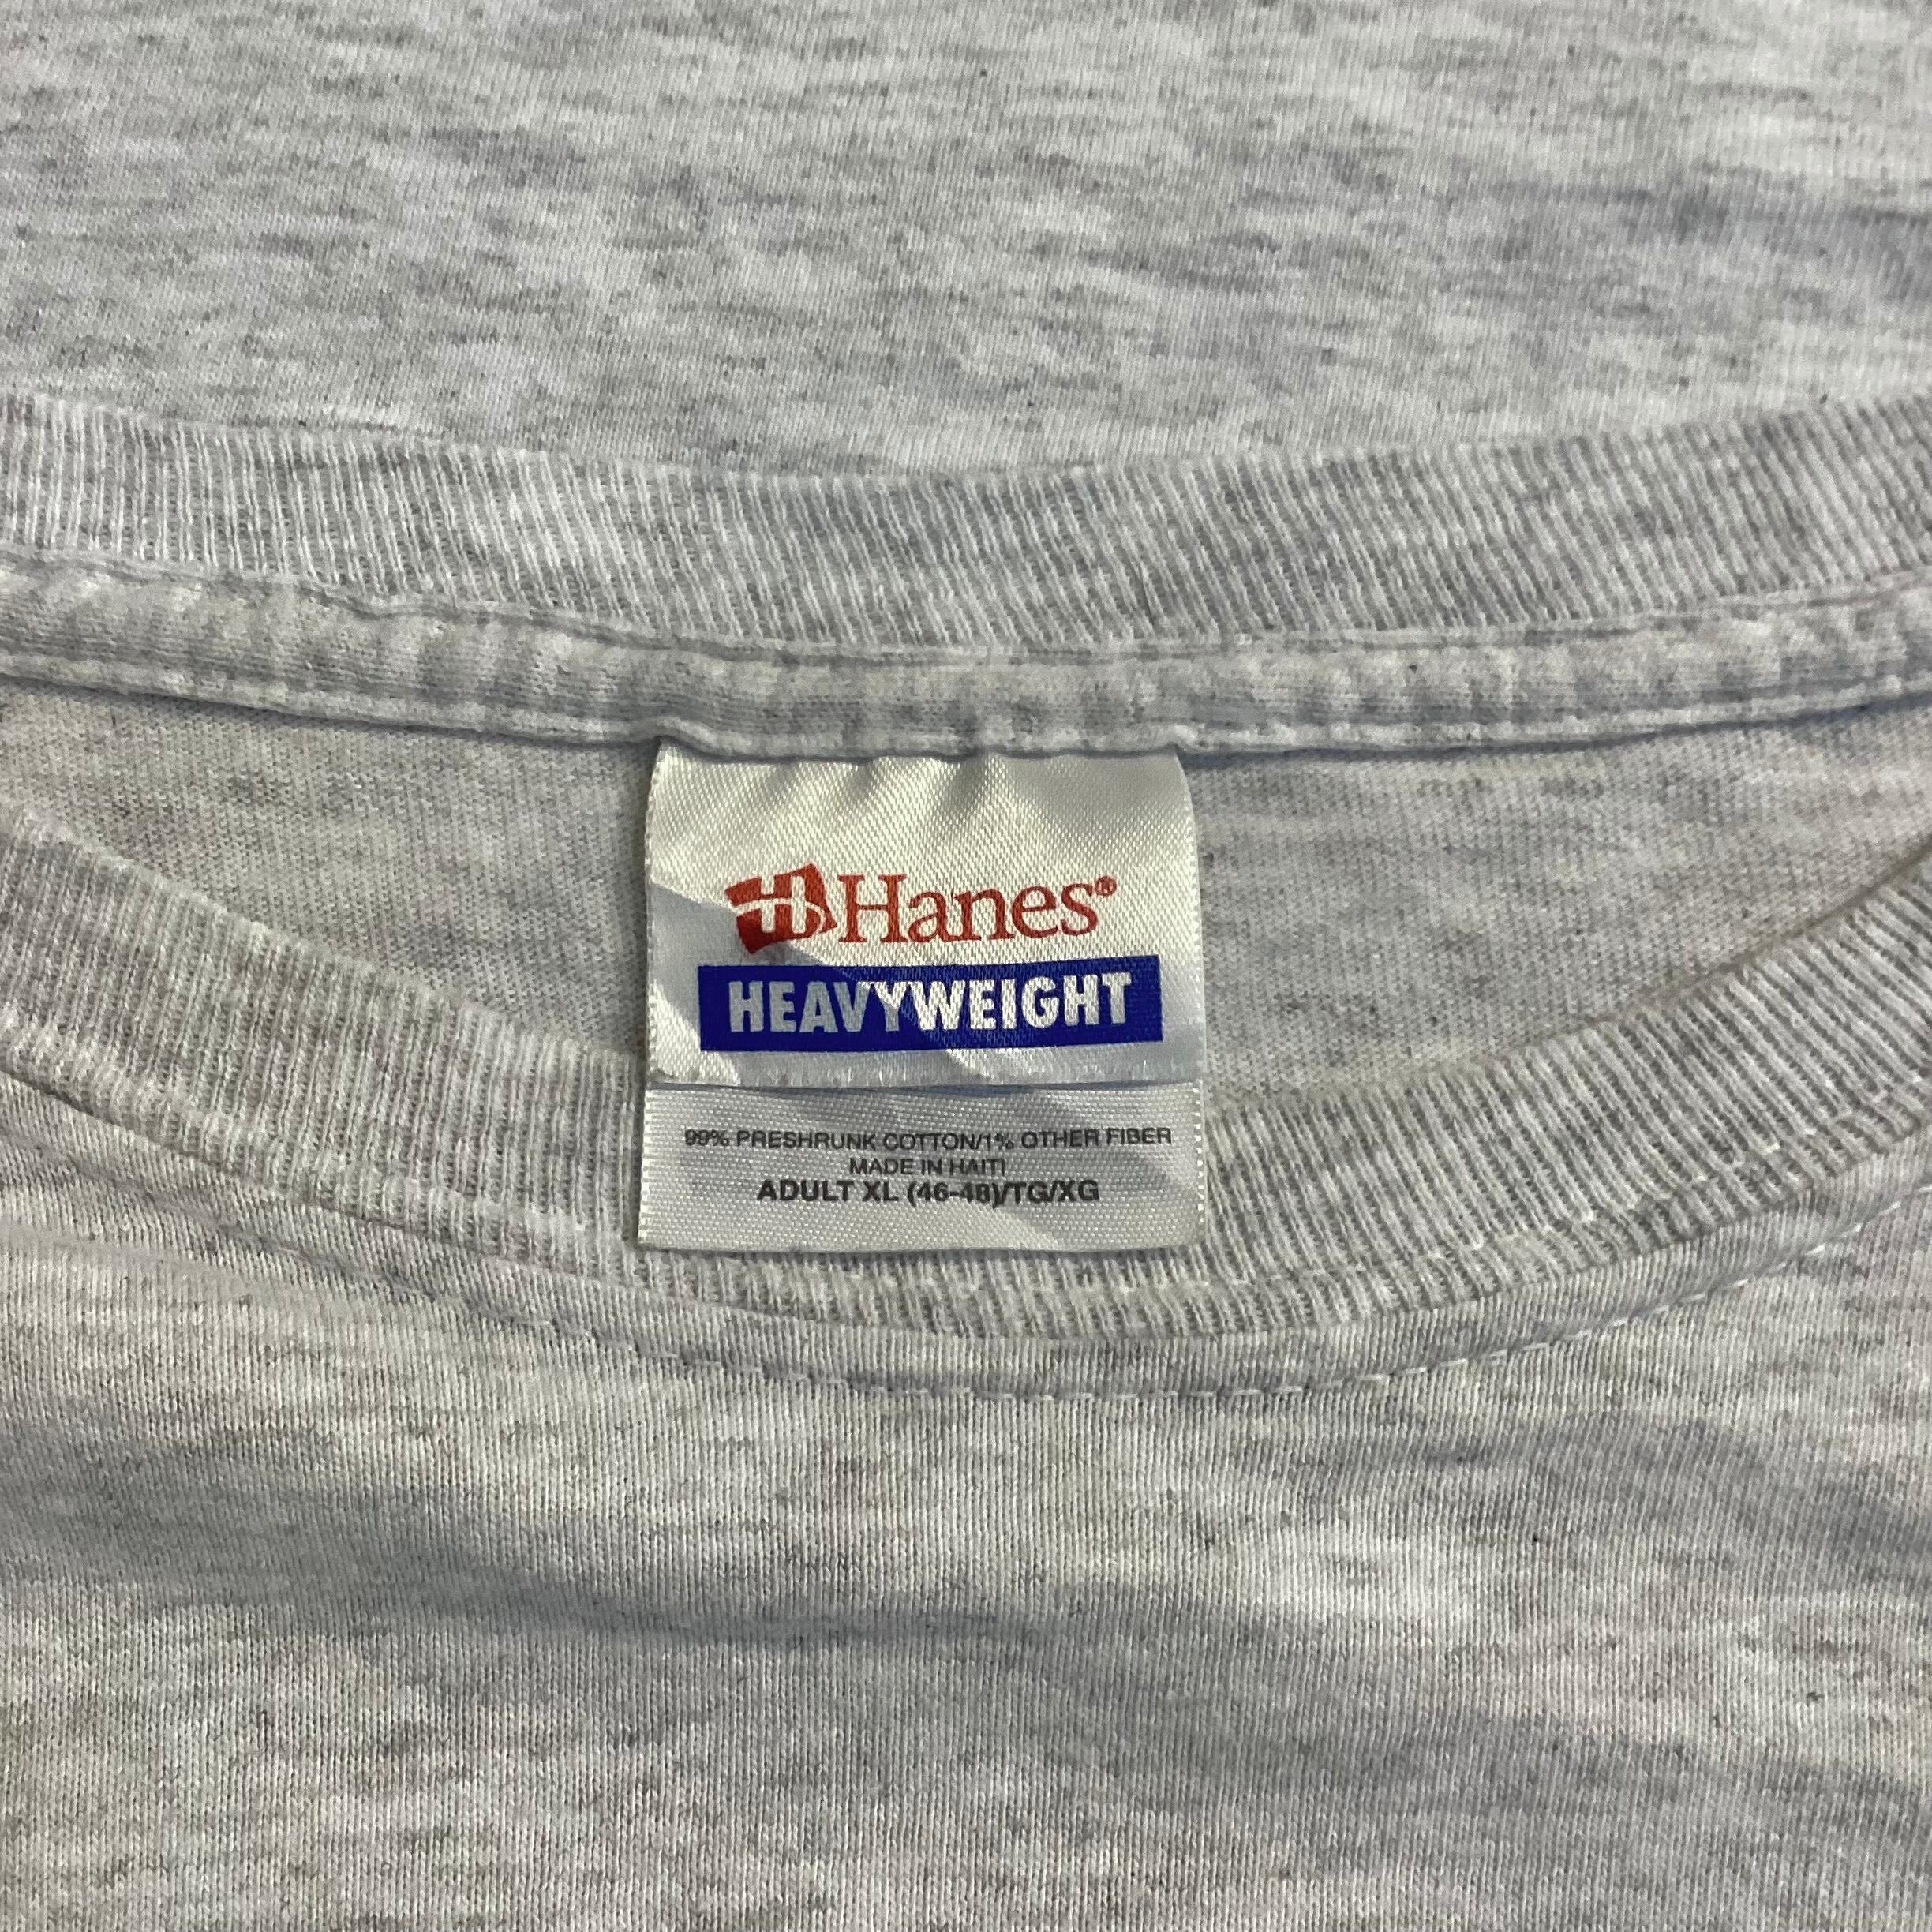 H Hanes®
HEAVYWEIGHT
99% PRESHRUNK COTTON/1% OTHER FIBER
MADE IN HAITI
ADULT XL (46-48)/TG/XG